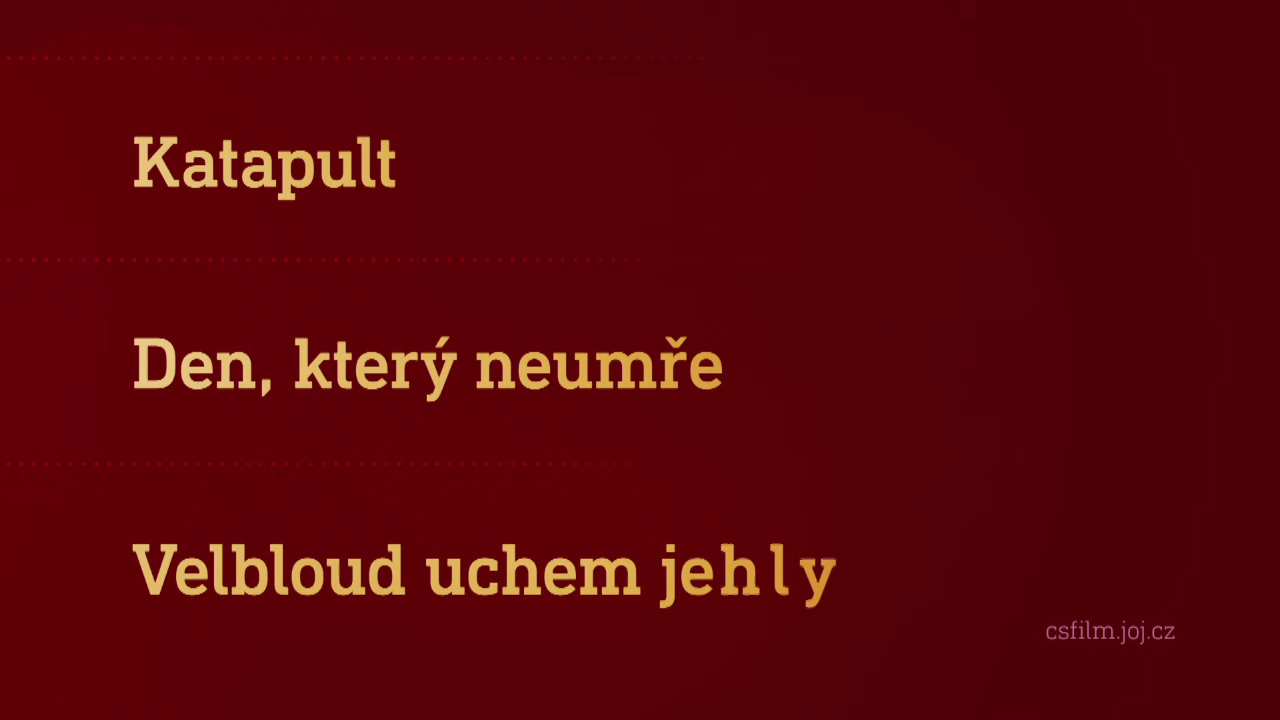 Katapult
Den, který neumře
Velbloud uchem jehly
csfilm.joj.cz